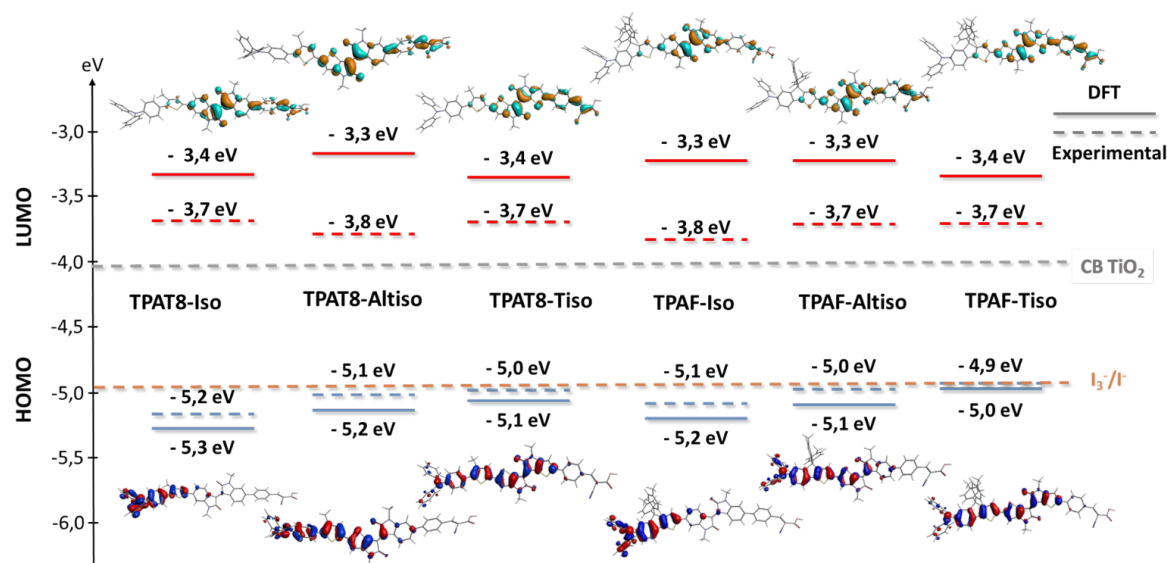 eV
DFT
Experimental
-3,0
-3,5
-4,0
-4,5
-5,0
-5,5
-6,0
LUMO
HOMO
- 3,4 eV
- 3,3 eV
- 3,4 eV
- 3,3 eV
- 3,3 eV
- 3,4 eV
- 3,7 eV
- 3,8 eV
- 3,7 eV
- 3,8 eV
- 3,7 eV
- 3,7 eV
CB TiO₂
TPAT8-Iso
TPAT8-Altiso
TPAT8-Tiso
TPAF-Iso
TPAF-Altiso
TPAF-Tiso
- 5,2 eV
- 5,1 eV
- 5,0 eV
- 5,1 eV
- 5,0 eV
- 4,9 eV
I₃⁻/I⁻
- 5,3 eV
- 5,2 eV
- 5,1 eV
- 5,2 eV
- 5,1 eV
- 5,0 eV